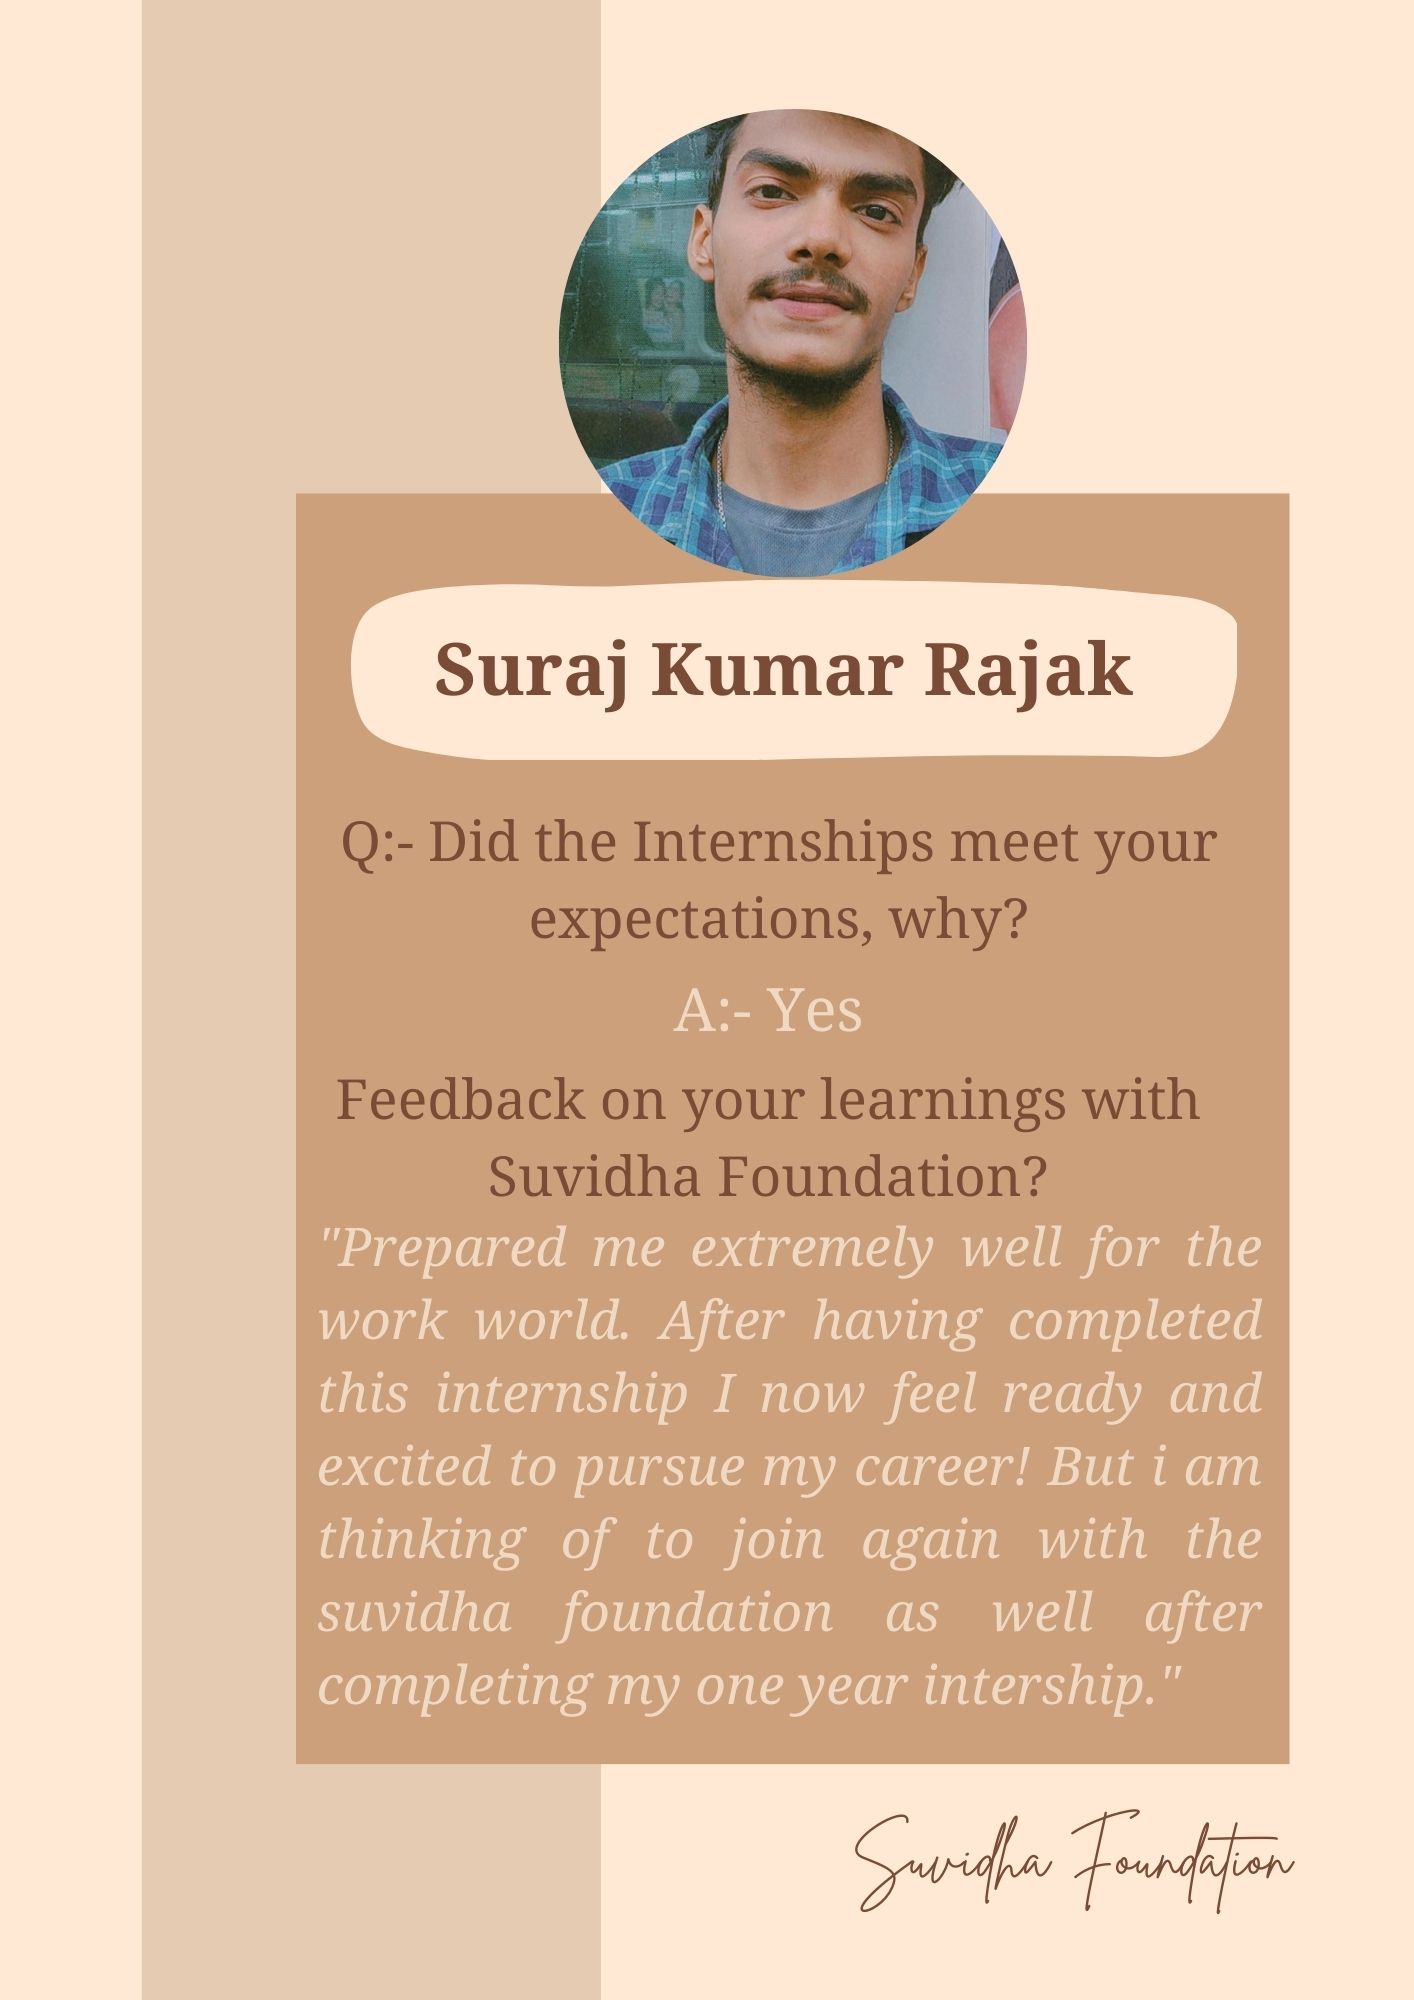 Suraj Kumar Rajak
Q:- Did the Internships meet your
expectations, why?
A:- Yes
Feedback on your learnings with
Suvidha Foundation?
"Prepared me extremely well for the
work world. After having completed
this internship I now feel ready and
excited to pursue my career! But i am
thinking of to join again with the
suvidha foundation as well after
completing my one year intership."
Suvidha Foundation